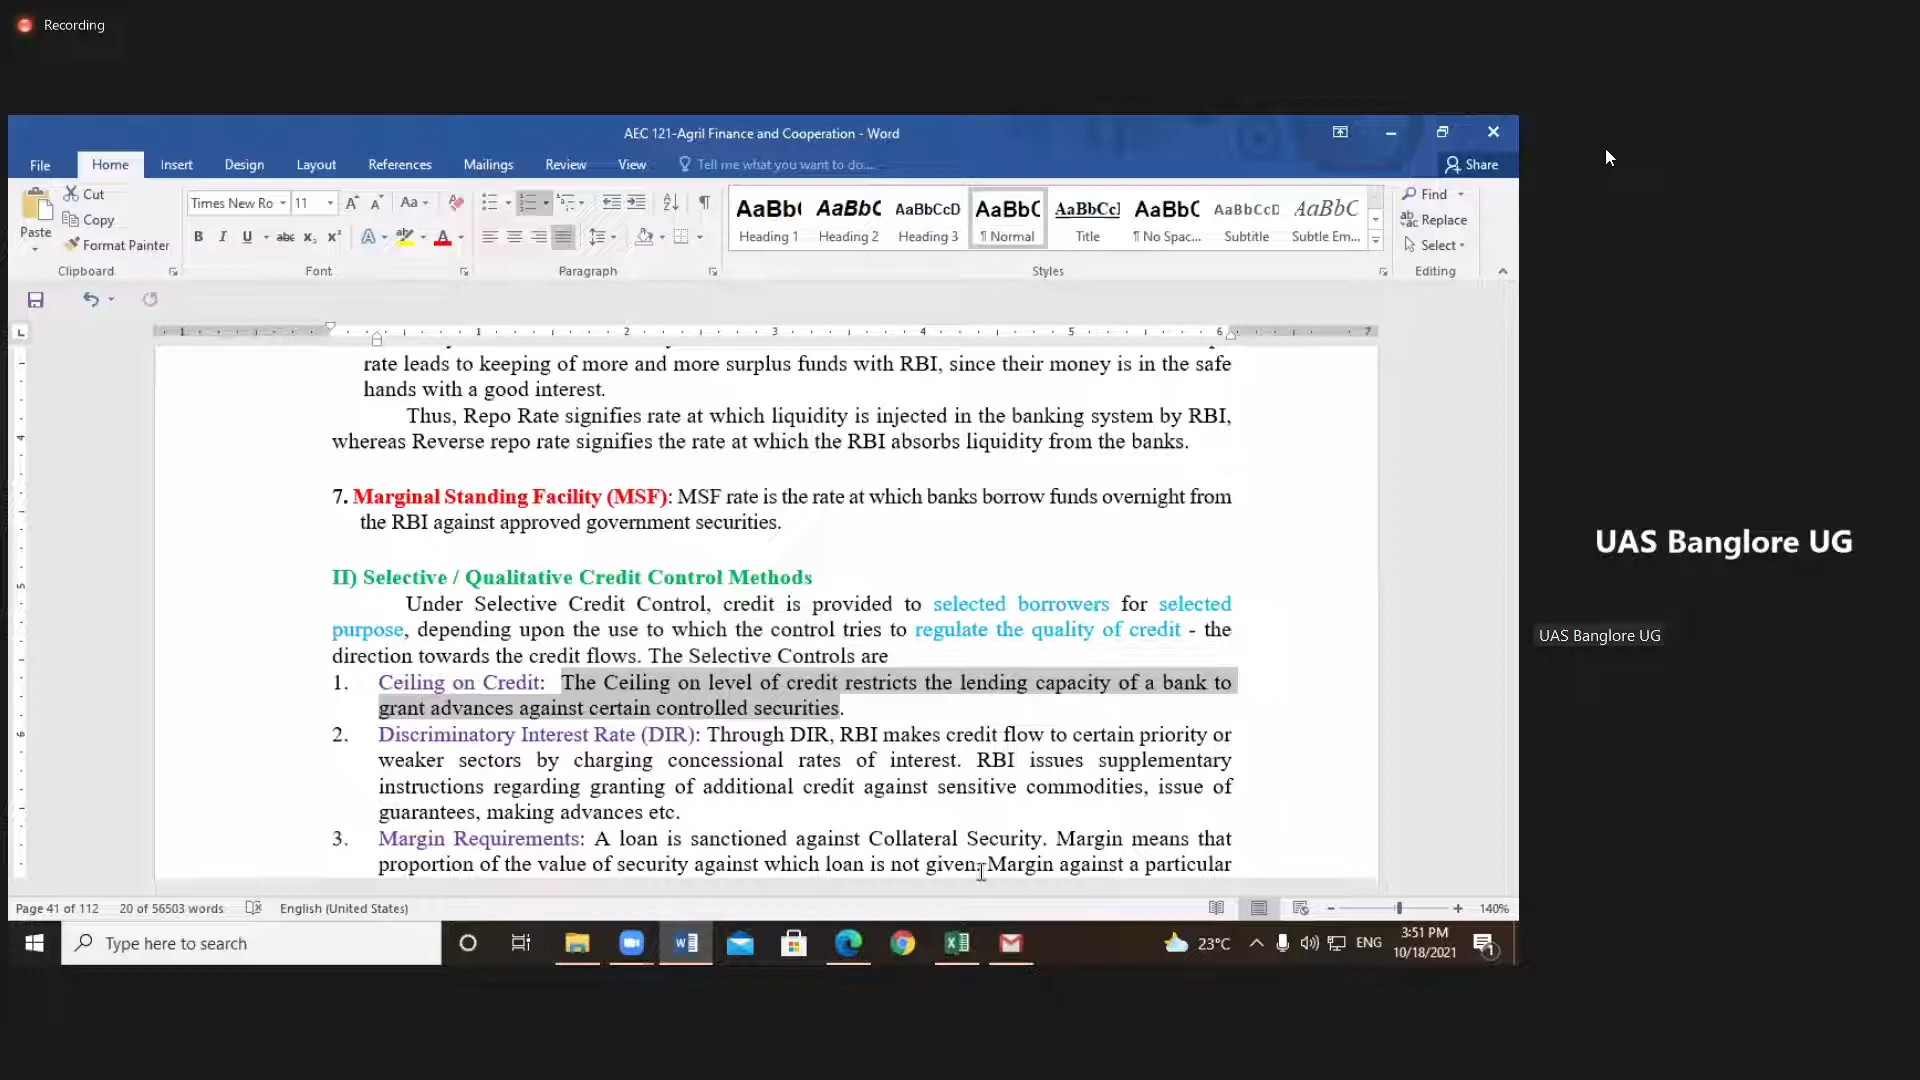 Recording
AEC 121-Agril Finance and Cooperation - Word
File Home Insert Design Layout References Mailings Review View Tell me what you want to do... Share
Cut
Copy
Format Painter
Paste
Clipboard
Times New Ro 11
Font
Paragraph
AaBb( AaBbC AaBbCcD AaBbC AaBbCcl AaBbC AaBbCcD AaBbC
Heading 1 Heading 2 Heading 3 ¶ Normal Title ¶ No Spac... Subtitle Subtle Em...
Styles
Find
Replace
Select
Editing
1 1 2 3 4 5 6 7
rate leads to keeping of more and more surplus funds with RBI, since their money is in the safe
hands with a good interest.
Thus, Repo Rate signifies rate at which liquidity is injected in the banking system by RBI,
whereas Reverse repo rate signifies the rate at which the RBI absorbs liquidity from the banks.
7. Marginal Standing Facility (MSF): MSF rate is the rate at which banks borrow funds overnight from
the RBI against approved government securities.
II) Selective / Qualitative Credit Control Methods
Under Selective Credit Control, credit is provided to selected borrowers for selected
purpose, depending upon the use to which the control tries to regulate the quality of credit - the
direction towards the credit flows. The Selective Controls are
1. Ceiling on Credit: The Ceiling on level of credit restricts the lending capacity of a bank to
grant advances against certain controlled securities.
2. Discriminatory Interest Rate (DIR): Through DIR, RBI makes credit flow to certain priority or
weaker sectors by charging concessional rates of interest. RBI issues supplementary
instructions regarding granting of additional credit against sensitive commodities, issue of
guarantees, making advances etc.
3. Margin Requirements: A loan is sanctioned against Collateral Security. Margin means that
proportion of the value of security against which loan is not given. Margin against a particular
Page 41 of 112 20 of 56503 words English (United States) 140%
Type here to search
23°C ENG
3:51 PM
10/18/2021
1
UAS Banglore UG
UAS Banglore UG